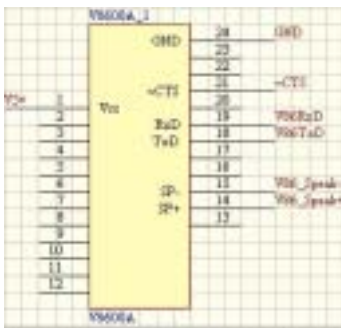 V8600A_1
GND 24 GND
23
22
~CTS 21 ~CTS
1 Vcc 20
2 RxD 19 V86RxD
3 TxD 18 V86TxD
4 17
5 16
6 SP- 15 V86_Speak-
7 SP+ 14 V86_Speak+
8 13
9
10
11
12
V8600A